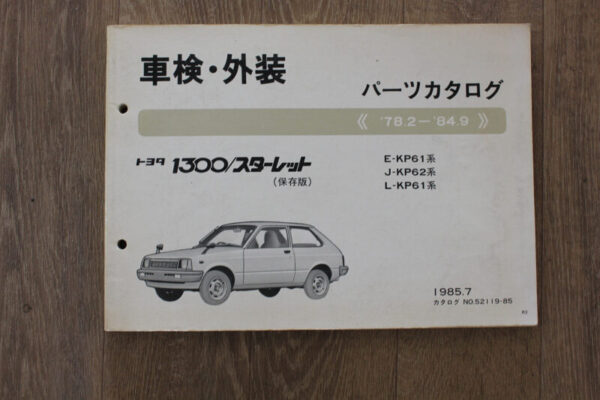 車検・外装
パーツカタログ
《 '78.2－'84.9 》
トヨタ 1300/スターレット
(保存版)
E-KP61系
J-KP62系
L-KP61系
1985.7
カタログ NO.52119-85